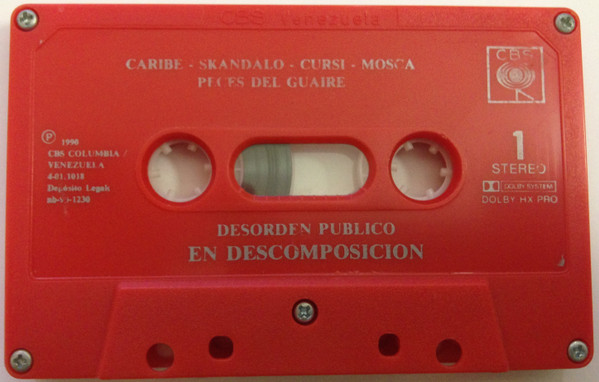 CBS Venezuela 1
CARIBE - SKANDALO - CURSI - MOSCA
PECES DEL GUAIRE
CBS
Ⓟ 1990
CBS COLUMBIA /
VENEZUELA
4-01.1018
Depósito Legal:
1
STEREO
DOLBY SYSTEM
DOLBY HX PRO
DESORDEN PUBLICO
EN DESCOMPOSICION